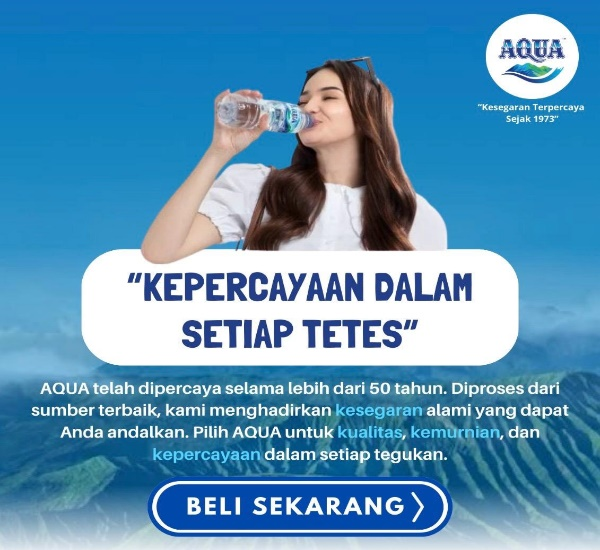 AQUA
"Kesegaran Terpercaya
Sejak 1973"
"KEPERCAYAAN DALAM
SETIAP TETES"
AQUA telah dipercaya selama lebih dari 50 tahun. Diproses dari
sumber terbaik, kami menghadirkan kesegaran alami yang dapat
Anda andalkan. Pilih AQUA untuk kualitas, kemurnian, dan
kepercayaan dalam setiap tegukan.
BELI SEKARANG